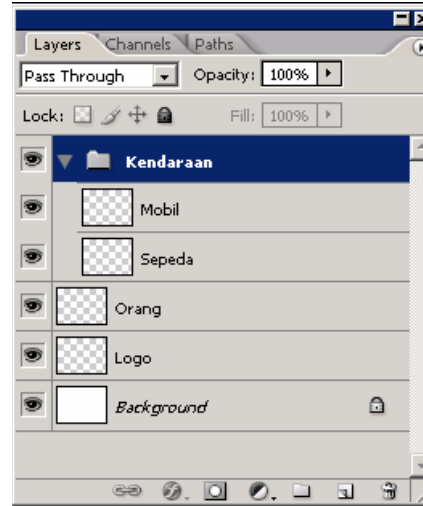 Layers Channels Paths
Pass Through Opacity: 100%
Lock: Fill: 100%
Kendaraan
Mobil
Sepeda
Orang
Logo
Background